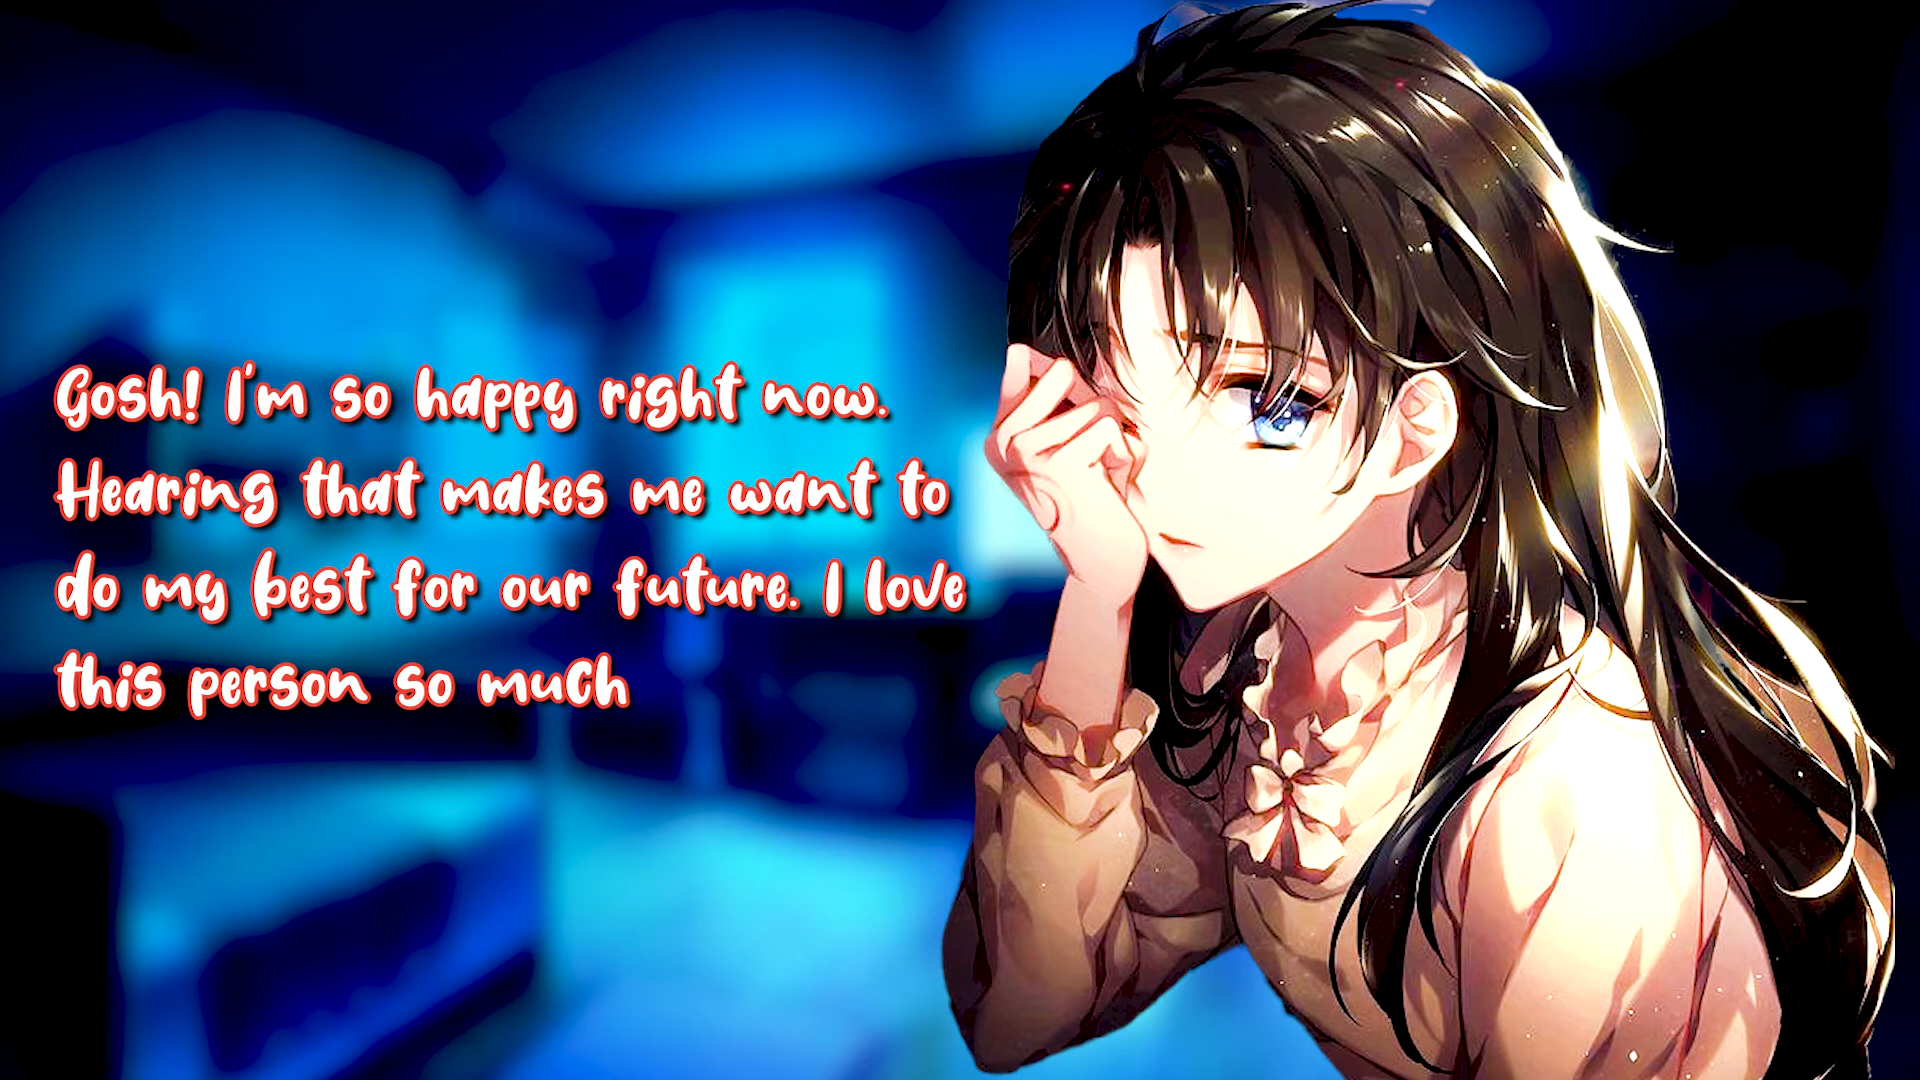 Gosh! I'm so happy right now.
Hearing that makes me want to
do my best for our future. I love
this person so much